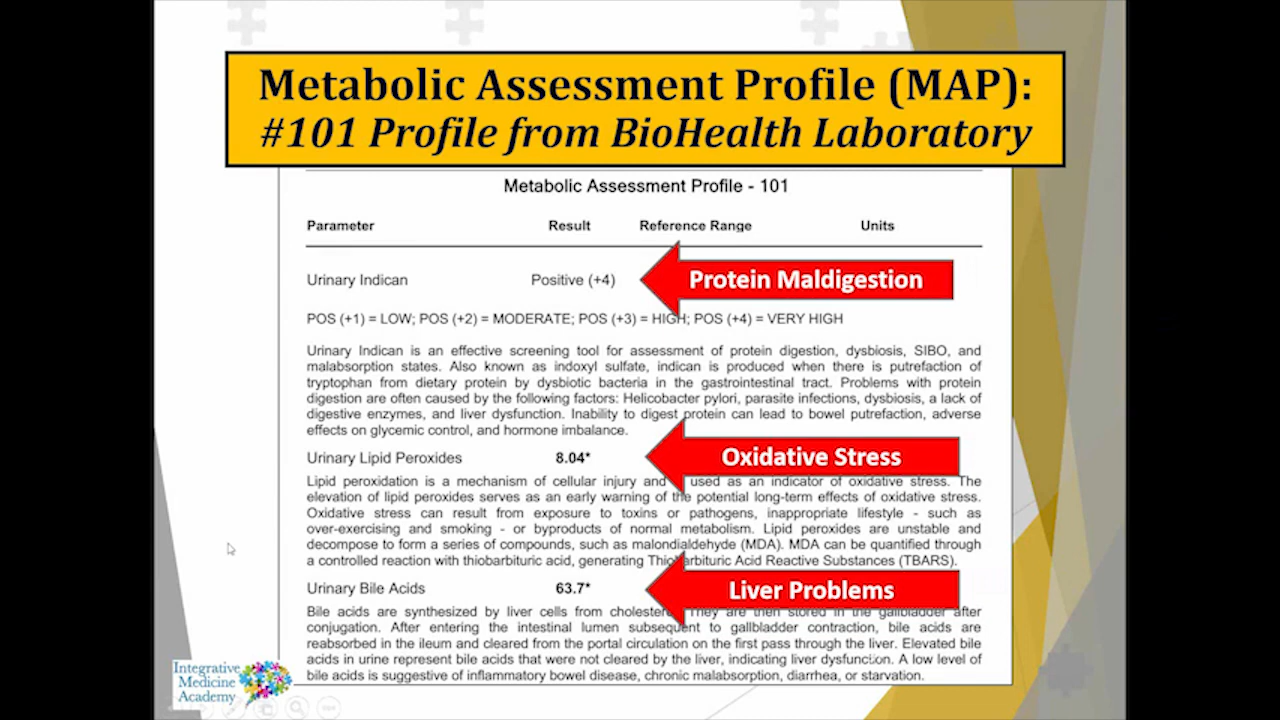 Metabolic Assessment Profile (MAP):
#101 Profile from BioHealth Laboratory
Metabolic Assessment Profile - 101
Parameter Result Reference Range Units
Urinary Indican Positive (+4) Protein Maldigestion
POS (+1) = LOW; POS (+2) = MODERATE; POS (+3) = HIGH; POS (+4) = VERY HIGH
Urinary Indican is an effective screening tool for assessment of protein digestion, dysbiosis, SIBO, and
malabsorption states. Also known as indoxyl sulfate, indican is produced when there is putrefaction of
tryptophan from dietary protein by dysbiotic bacteria in the gastrointestinal tract. Problems with protein
digestion are often caused by the following factors: Helicobacter pylori, parasite infections, dysbiosis, a lack of
digestive enzymes, and liver dysfunction. Inability to digest protein can lead to bowel putrefaction, adverse
effects on glycemic control, and hormone imbalance.
Urinary Lipid Peroxides 8.04* Oxidative Stress
Lipid peroxidation is a mechanism of cellular injury and used as an indicator of oxidative stress. The
elevation of lipid peroxides serves as an early warning of the potential long-term effects of oxidative stress.
Oxidative stress can result from exposure to toxins or pathogens, inappropriate lifestyle - such as
over-exercising and smoking - or byproducts of normal metabolism. Lipid peroxides are unstable and
decompose to form a series of compounds, such as malondialdehyde (MDA). MDA can be quantified through
a controlled reaction with thiobarbituric acid, generating Thiobarbituric Acid Reactive Substances (TBARS).
Urinary Bile Acids 63.7* Liver Problems
Bile acids are synthesized by liver cells from cholesterol. They are then stored in the gallbladder after
conjugation. After entering the intestinal lumen subsequent to gallbladder contraction, bile acids are
reabsorbed in the ileum and cleared from the portal circulation on the first pass through the liver. Elevated bile
acids in urine represent bile acids that were not cleared by the liver, indicating liver dysfunction. A low level of
bile acids is suggestive of inflammatory bowel disease, chronic malabsorption, diarrhea, or starvation.
Integrative
Medicine
Academy